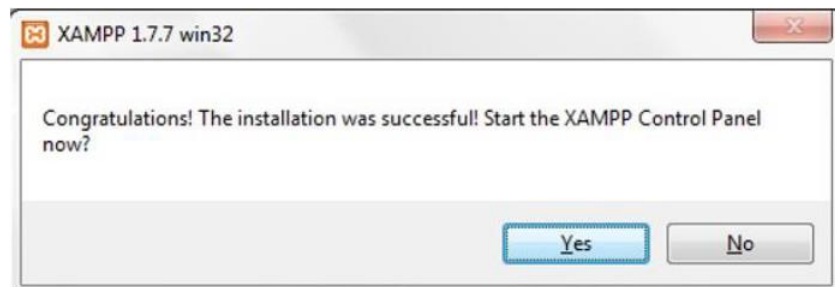 XAMPP 1.7.7 win32
Congratulations! The installation was successful! Start the XAMPP Control Panel
now?
Yes
No